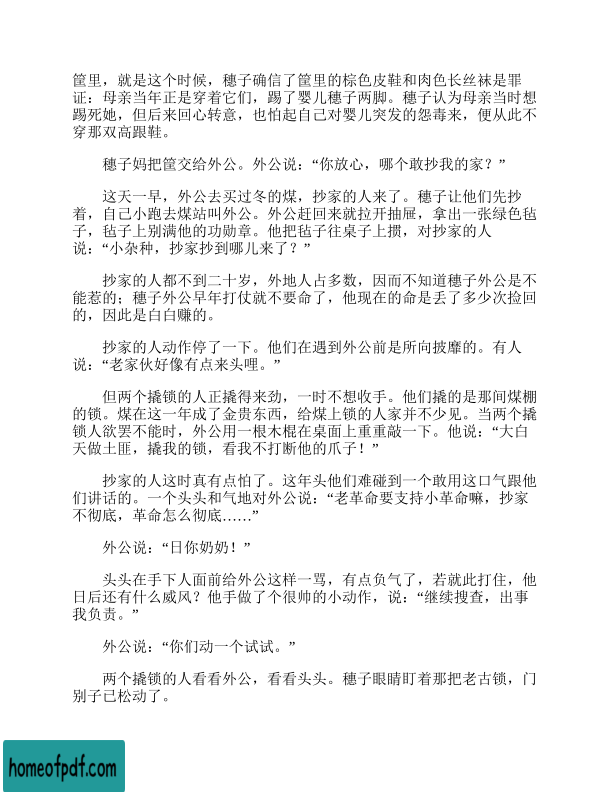 筐里，就是这个时候，穗子确信了筐里的棕色皮鞋和肉色长丝袜是罪
证：母亲当年正是穿着它们，踢了婴儿穗子两脚。穗子认为母亲当时想
踢死她，但后来回心转意，也怕起自己对婴儿突发的怨毒来，便从此不
穿那双高跟鞋。
穗子妈把筐交给外公。外公说：“你放心，哪个敢抄我的家？”
这天一早，外公去买过冬的煤，抄家的人来了。穗子让他们先抄
着，自己小跑去煤站叫外公。外公赶回来就拉开抽屉，拿出一张绿色毡
子，毡子上别满他的功勋章。他把毡子往桌子上掼，对抄家的人
说：“小杂种，抄家抄到哪儿来了？”
抄家的人都不到二十岁，外地人占多数，因而不知道穗子外公是不
能惹的；穗子外公早年打仗就不要命了，他现在的命是丢了多少次捡回
的，因此是白白赚的。
抄家的人动作停了一下。他们在遇到外公前是所向披靡的。有人
说：“老家伙好像有点来头哩。”
但两个撬锁的人正撬得来劲，一时不想收手。他们撬的是那间煤棚
的锁。煤在这一年成了金贵东西，给煤上锁的人家并不少见。当两个撬
锁人欲罢不能时，外公用一根木棍在桌面上重重敲一下。他说：“大白
天做土匪，撬我的锁，看我不打断他的爪子！”
抄家的人这时真有点怕了。这年头他们难碰到一个敢用这口气跟他
们讲话的。一个头头和气地对外公说：“老革命要支持小革命嘛，抄家
不彻底，革命怎么彻底……”
外公说：“日你奶奶！”
头头在手下人面前给外公这样一骂，有点负气了，若就此打住，他
日后还有什么威风？他手做了个很帅的小动作，说：“继续搜查，出事
我负责。”
外公说：“你们动一个试试。”
两个撬锁的人看看外公，看看头头。穗子眼睛盯着那把老古锁，门
别子已松动了。
homeofpdf.com